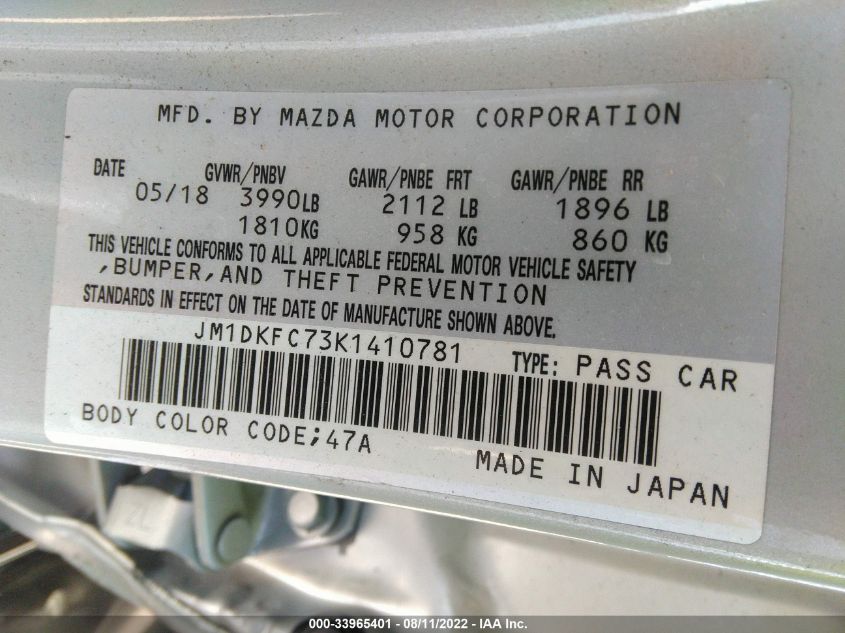 MFD. BY MAZDA MOTOR CORPORATION
DATE GVWR/PNBV GAWR/PNBE FRT GAWR/PNBE RR
05/18 3990LB 2112 LB 1896 LB
1810KG 958 KG 860 KG
THIS VEHICLE CONFORMS TO ALL APPLICABLE FEDERAL MOTOR VEHICLE SAFETY
,BUMPER,AND THEFT PREVENTION
STANDARDS IN EFFECT ON THE DATE OF MANUFACTURE SHOWN ABOVE.
JM1DKFC73K1410781 TYPE: PASS CAR
BODY COLOR CODE;47A
MADE IN JAPAN
ZL
000-33965401 - 08/11/2022 - IAA Inc.